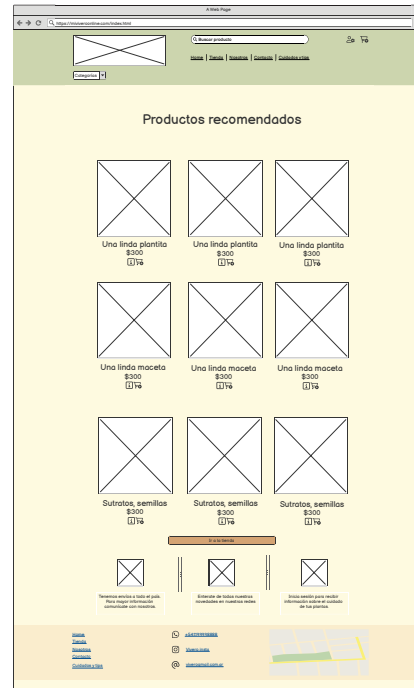 A Web Page
https://miviveroonline.com/index.html
Buscar producto
Home | Tienda | Nosotros | Contacto | Cuidados y tips
Categorias
Productos recomendados
Una linda plantita Una linda plantita Una linda plantita
$300 $300 $300
Una linda maceta Una linda maceta Una linda maceta
$300 $300 $300
Sutratos, semillas Sutratos, semillas Sutratos, semillas
$300 $300 $300
Ir a la tienda
Tenemos envios a todo el país.
Para mayor información
comunicate con nosotros
Enterate de todas nuestras
novedades en nuestras redes
Inicia sesión para recibir
información sobre el cuidado
de tus plantas
Home
Tienda
Nosotros
Contacto
Cuidados y tips